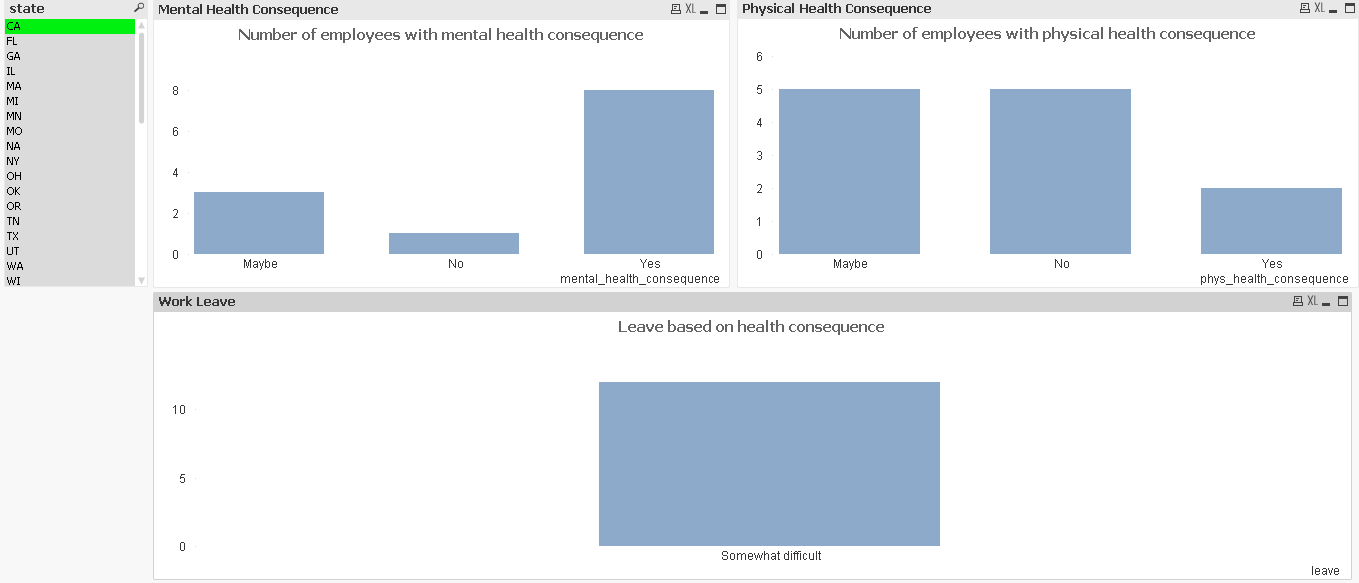 state
CA
FL
GA
IL
MA
MI
MN
MO
NA
NY
OH
OK
OR
TN
TX
UT
WA
WI
Mental Health Consequence XL
Number of employees with mental health consequence
8
6
4
2
0
Maybe No Yes
mental_health_consequence
Physical Health Consequence XL
Number of employees with physical health consequence
6
5
4
3
2
1
0
Maybe No Yes
phys_health_consequence
Work Leave XL
Leave based on health consequence
10
5
0
Somewhat difficult
leave